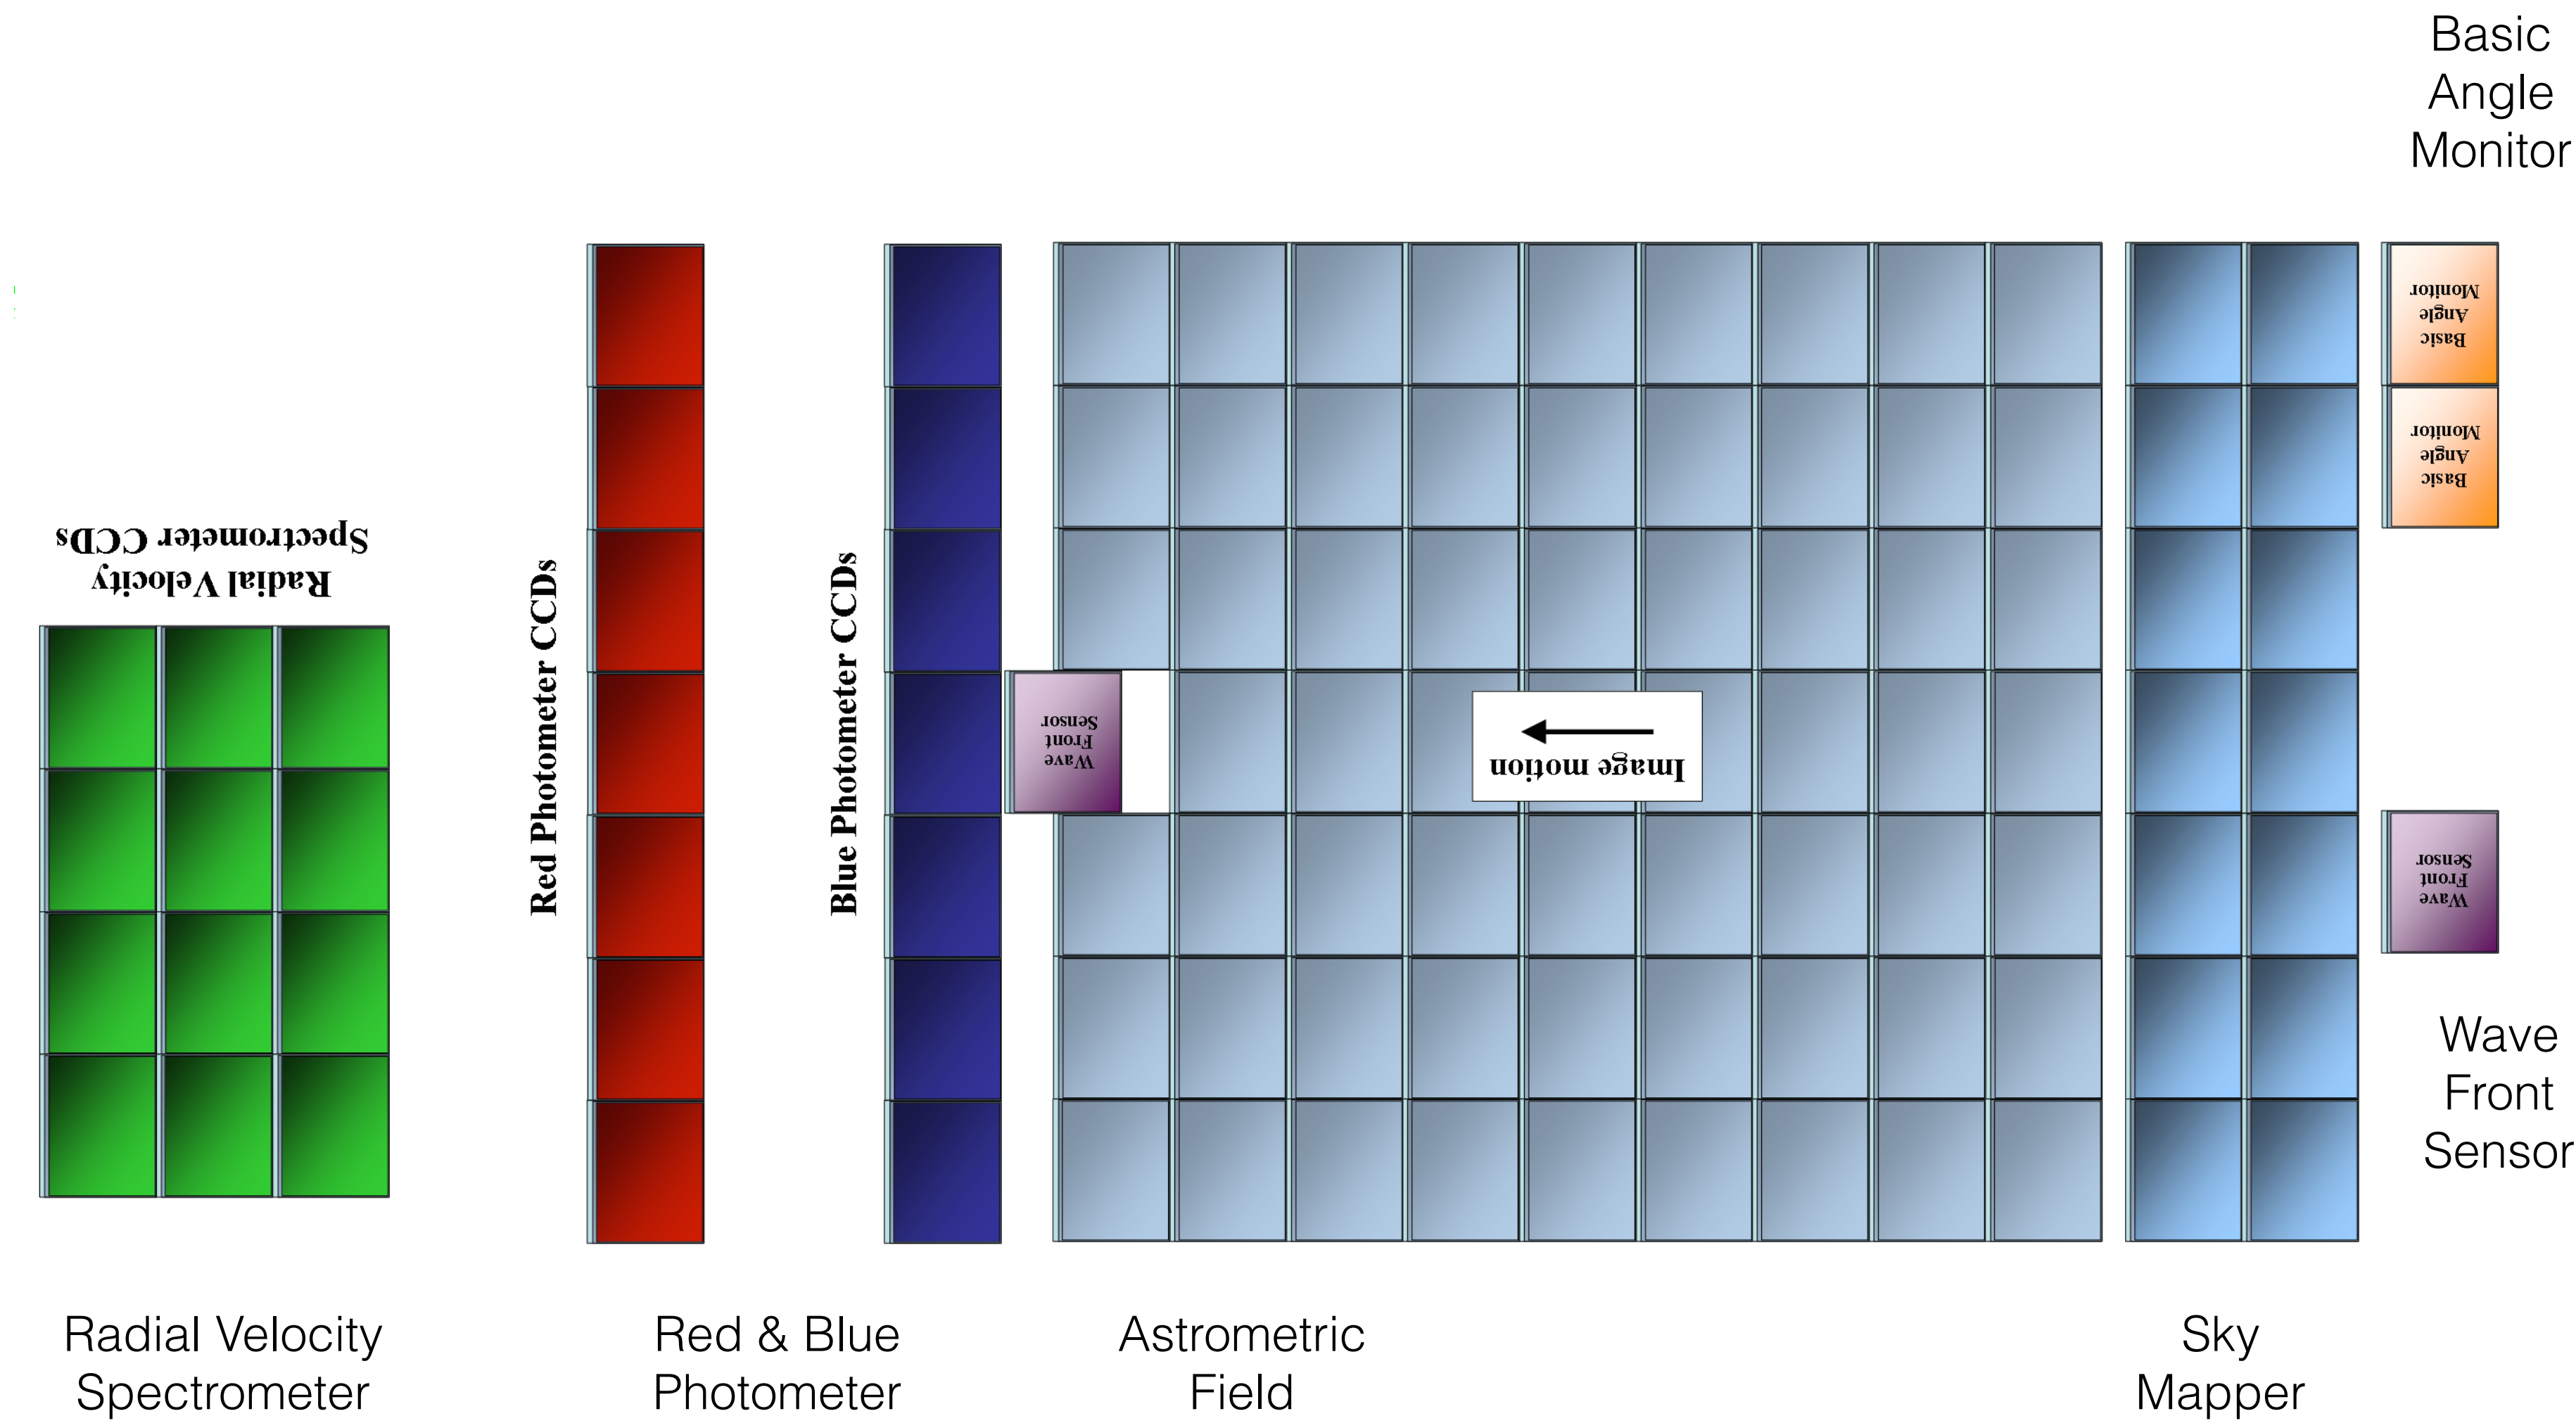 Basic
Angle
Monitor
Basic
Angle
Monitor
Basic
Angle
Monitor
Radial Velocity
Spectrometer CCDs
Red Photometer CCDs
Blue Photometer CCDs
Wave
Front
Sensor
Image motion
Wave
Front
Sensor
Wave
Front
Sensor
Radial Velocity
Spectrometer
Red & Blue
Photometer
Astrometric
Field
Sky
Mapper